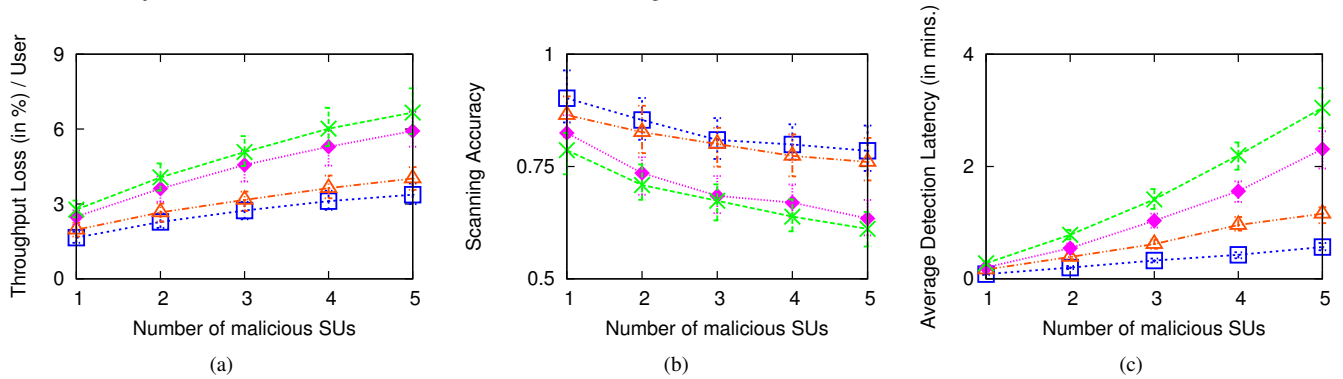 Throughput Loss (in %) / User
9
6
3
0
1 2 3 4 5
Number of malicious SUs
(a)
Scanning Accuracy
1
0.75
0.5
1 2 3 4 5
Number of malicious SUs
(b)
Average Detection Latency (in mins.)
4
2
0
1 2 3 4 5
Number of malicious SUs
(c)